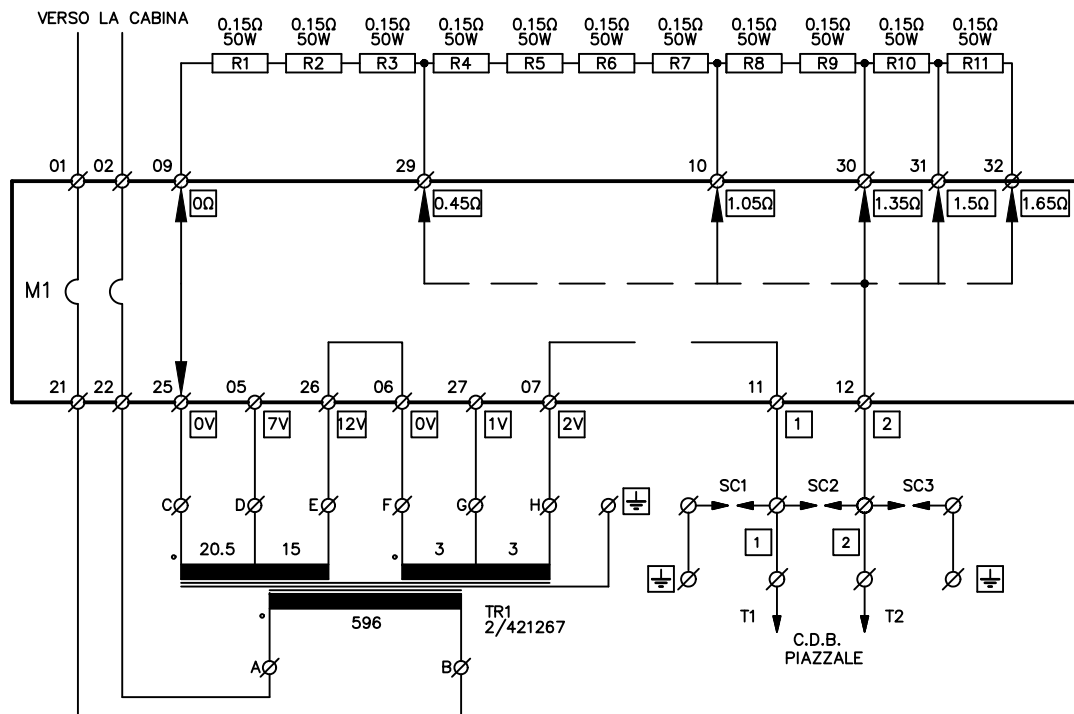 VERSO LA CABINA
0.15Ω 0.15Ω 0.15Ω 0.15Ω 0.15Ω 0.15Ω 0.15Ω 0.15Ω 0.15Ω 0.15Ω 0.15Ω
50W 50W 50W 50W 50W 50W 50W 50W 50W 50W 50W
R1 R2 R3 R4 R5 R6 R7 R8 R9 R10 R11
01 02 09 29 10 30 31 32
0Ω 0.45Ω 1.05Ω 1.35Ω 1.5Ω 1.65Ω
M1
21 22 25 05 26 06 27 07 11 12
0V 7V 12V 0V 1V 2V 1 2
SC1 SC2 SC3
C D E F G H
1 2
20.5 15 3 3
596
TR1
2/421267
T1 T2
C.D.B.
PIAZZALE
A B